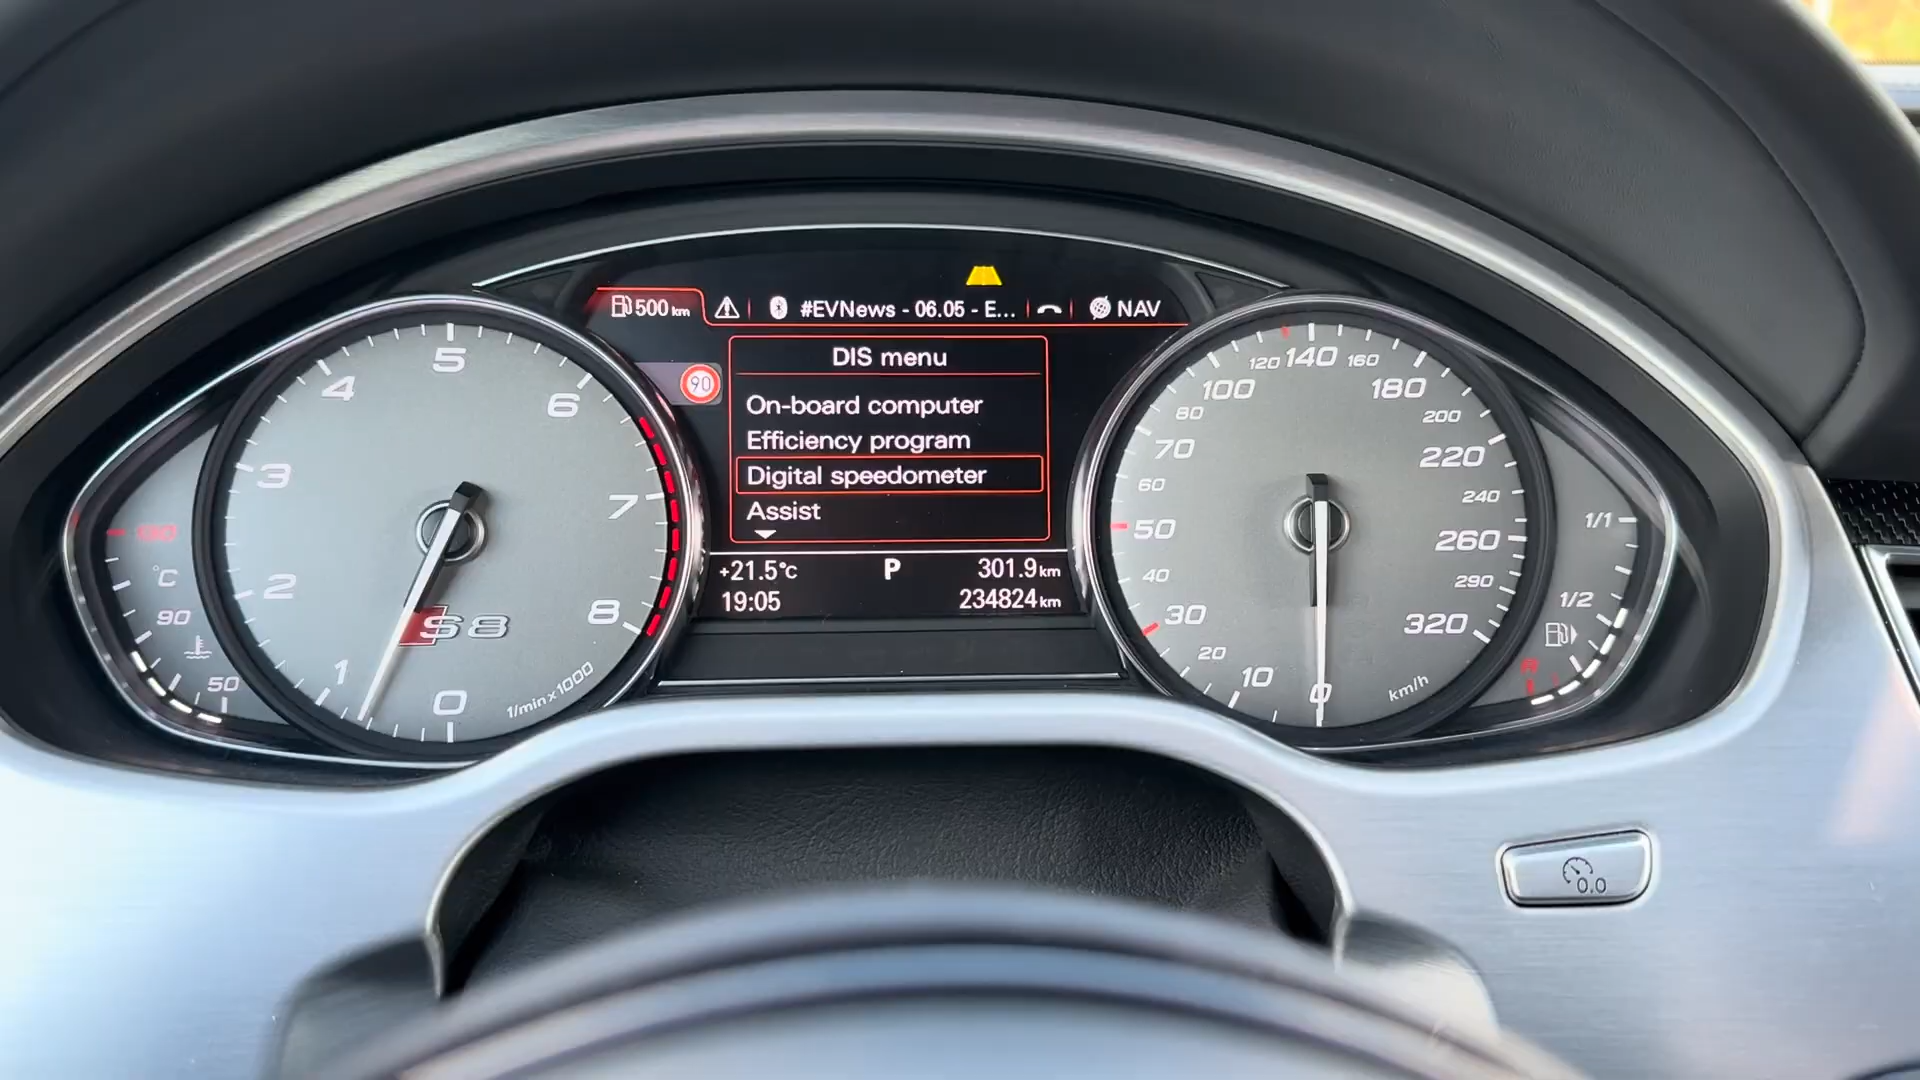 500 km
#EVNews - 06.05 - E...
NAV
90
DIS menu
On-board computer
Efficiency program
Digital speedometer
Assist
+21.5°C
P
301.9 km
19:05
234824 km
0
1
2
3
4
5
6
7
8
S8
1/min x 1000
130
°C
90
50
0
10
20
30
40
50
60
70
80
100
120
140
160
180
200
220
240
260
290
320
km/h
1/1
1/2
R
0.0